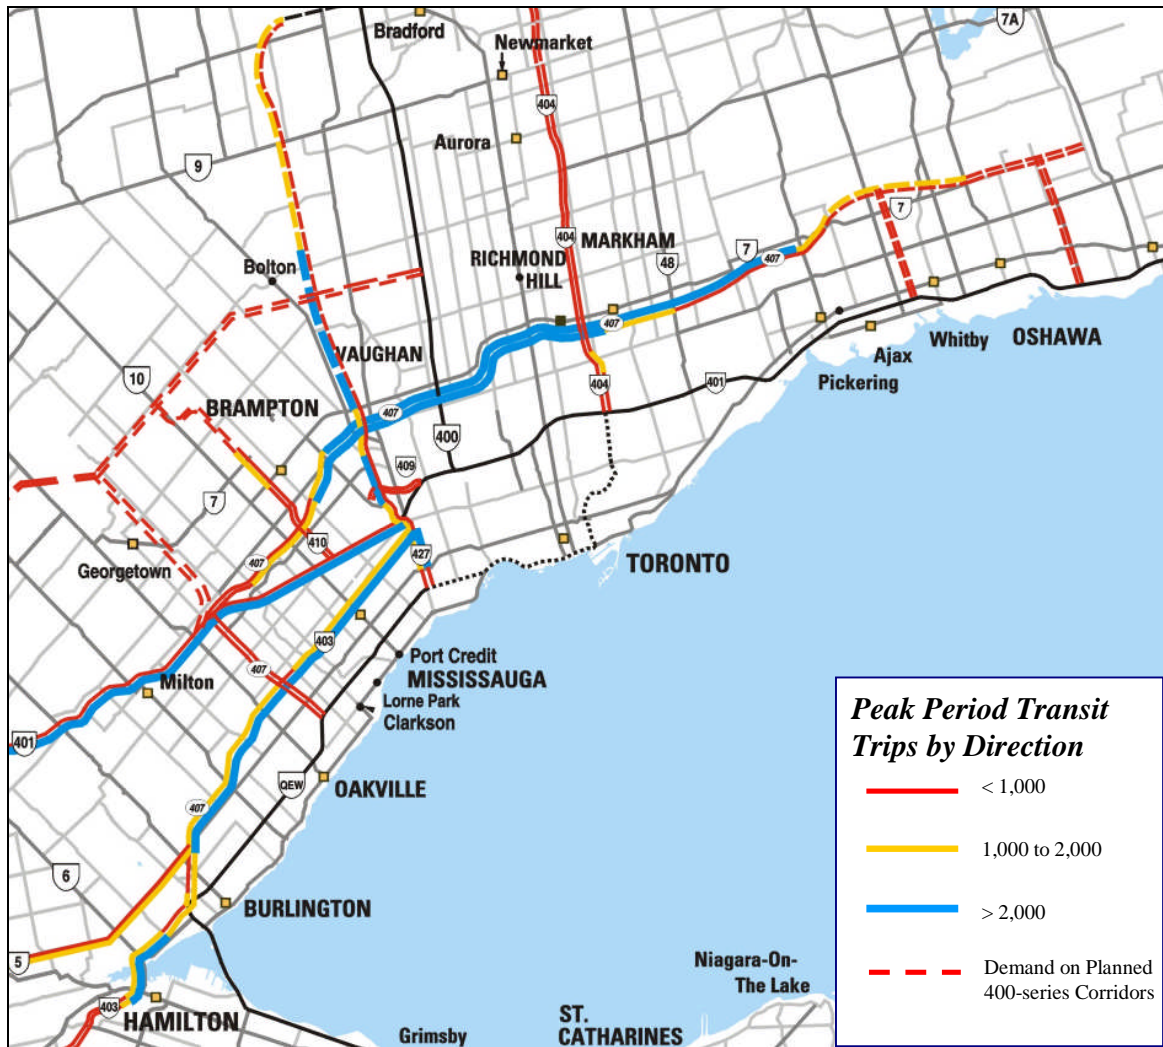 7A
Bradford
Newmarket
404
Aurora
9
404
7
MARKHAM
RICHMOND
HILL
48
7
407
Bolton
407
VAUGHAN
Whitby
OSHAWA
Ajax
Pickering
10
404
401
BRAMPTON
407
400
409
7
410
427
Georgetown
407
TORONTO
403
Port Credit
407
MISSISSAUGA
Milton
Lorne Park
Clarkson
401
QEW
OAKVILLE
407
6
BURLINGTON
5
403
HAMILTON
Niagara-On-
The Lake
ST.
CATHARINES
Grimsby
Peak Period Transit
Trips by Direction
< 1,000
1,000 to 2,000
> 2,000
Demand on Planned
400-series Corridors